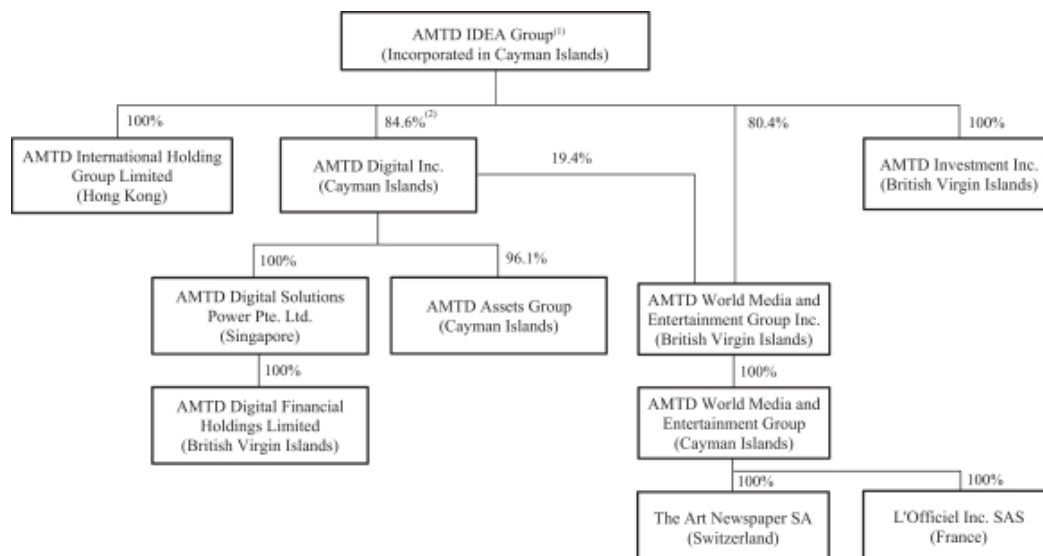 AMTD IDEA Group(1)
(Incorporated in Cayman Islands)
100%
84.6%(2)
80.4%
100%
AMTD International Holding
Group Limited
(Hong Kong)
AMTD Digital Inc.
(Cayman Islands)
19.4%
AMTD Investment Inc.
(British Virgin Islands)
100%
96.1%
AMTD Digital Solutions
Power Pte. Ltd.
(Singapore)
AMTD Assets Group
(Cayman Islands)
AMTD World Media and
Entertainment Group Inc.
(British Virgin Islands)
100%
100%
AMTD Digital Financial
Holdings Limited
(British Virgin Islands)
AMTD World Media and
Entertainment Group
(Cayman Islands)
100%
100%
The Art Newspaper SA
(Switzerland)
L'Officiel Inc. SAS
(France)